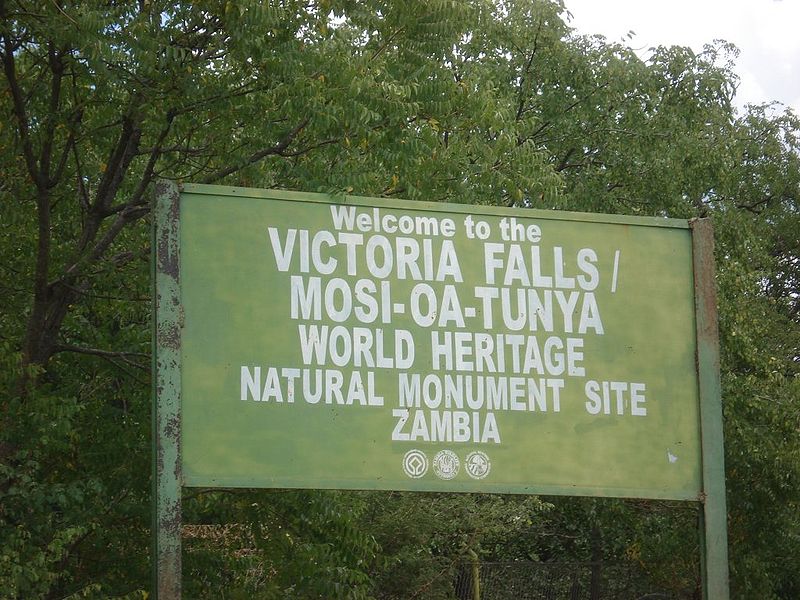 Welcome to the
VICTORIA FALLS /
MOSI-OA-TUNYA
WORLD HERITAGE
NATURAL MONUMENT SITE
ZAMBIA